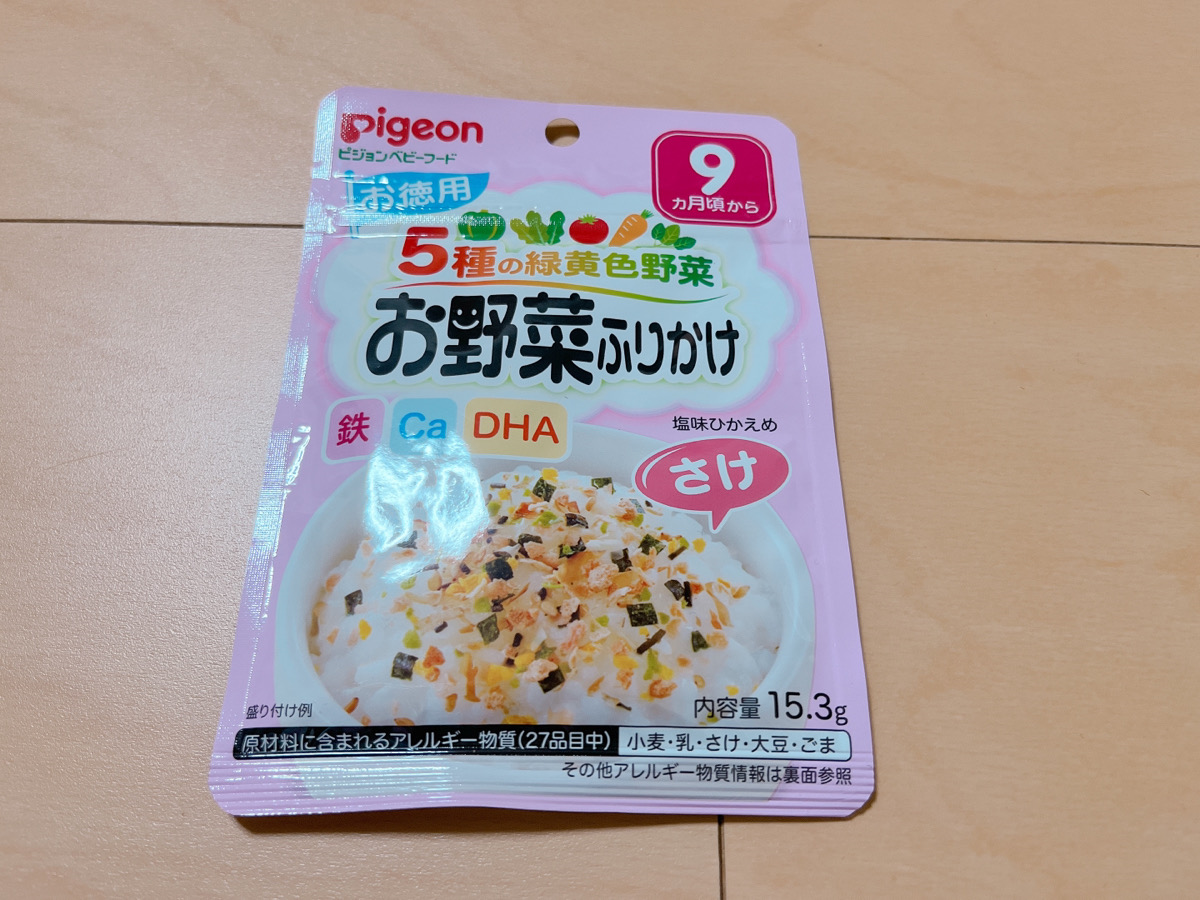 pigeon
ピジョンベビーフード
お徳用
9
カ月頃から
5種の緑黄色野菜
お野菜ふりかけ
鉄 Ca DHA
塩味ひかえめ
さけ
盛り付け例
内容量 15.3g
原材料に含まれるアレルギー物質(27品目中) 小麦・乳・さけ・大豆・ごま
その他アレルギー物質情報は裏面参照